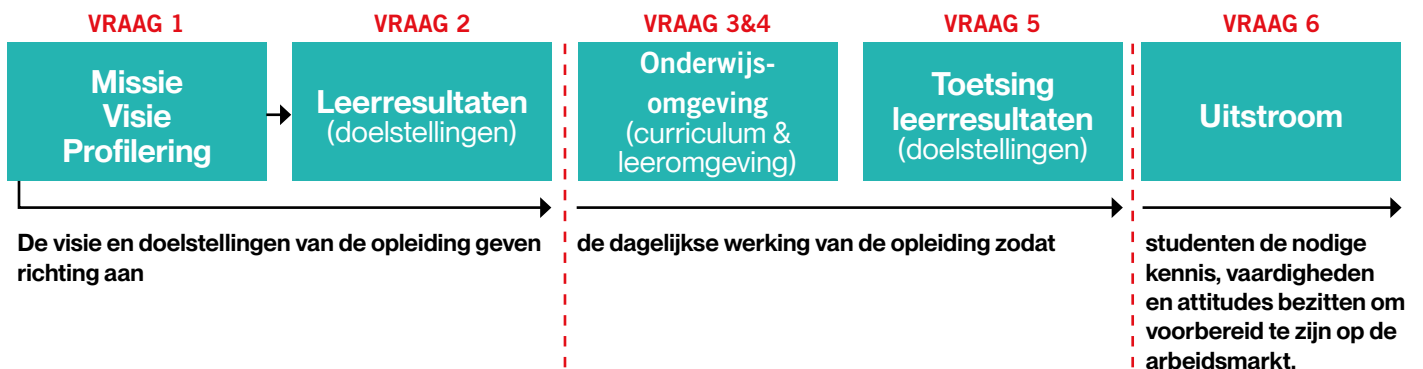 VRAAG 1
VRAAG 2
VRAAG 3&4
VRAAG 5
VRAAG 6
Missie
Visie
Profilering
Leerresultaten
(doelstellingen)
Onderwijs-
omgeving
(curriculum &
leeromgeving)
Toetsing
leerresultaten
(doelstellingen)
Uitstroom
De visie en doelstellingen van de opleiding geven
richting aan
de dagelijkse werking van de opleiding zodat
studenten de nodige
kennis, vaardigheden
en attitudes bezitten om
voorbereid te zijn op de
arbeidsmarkt.